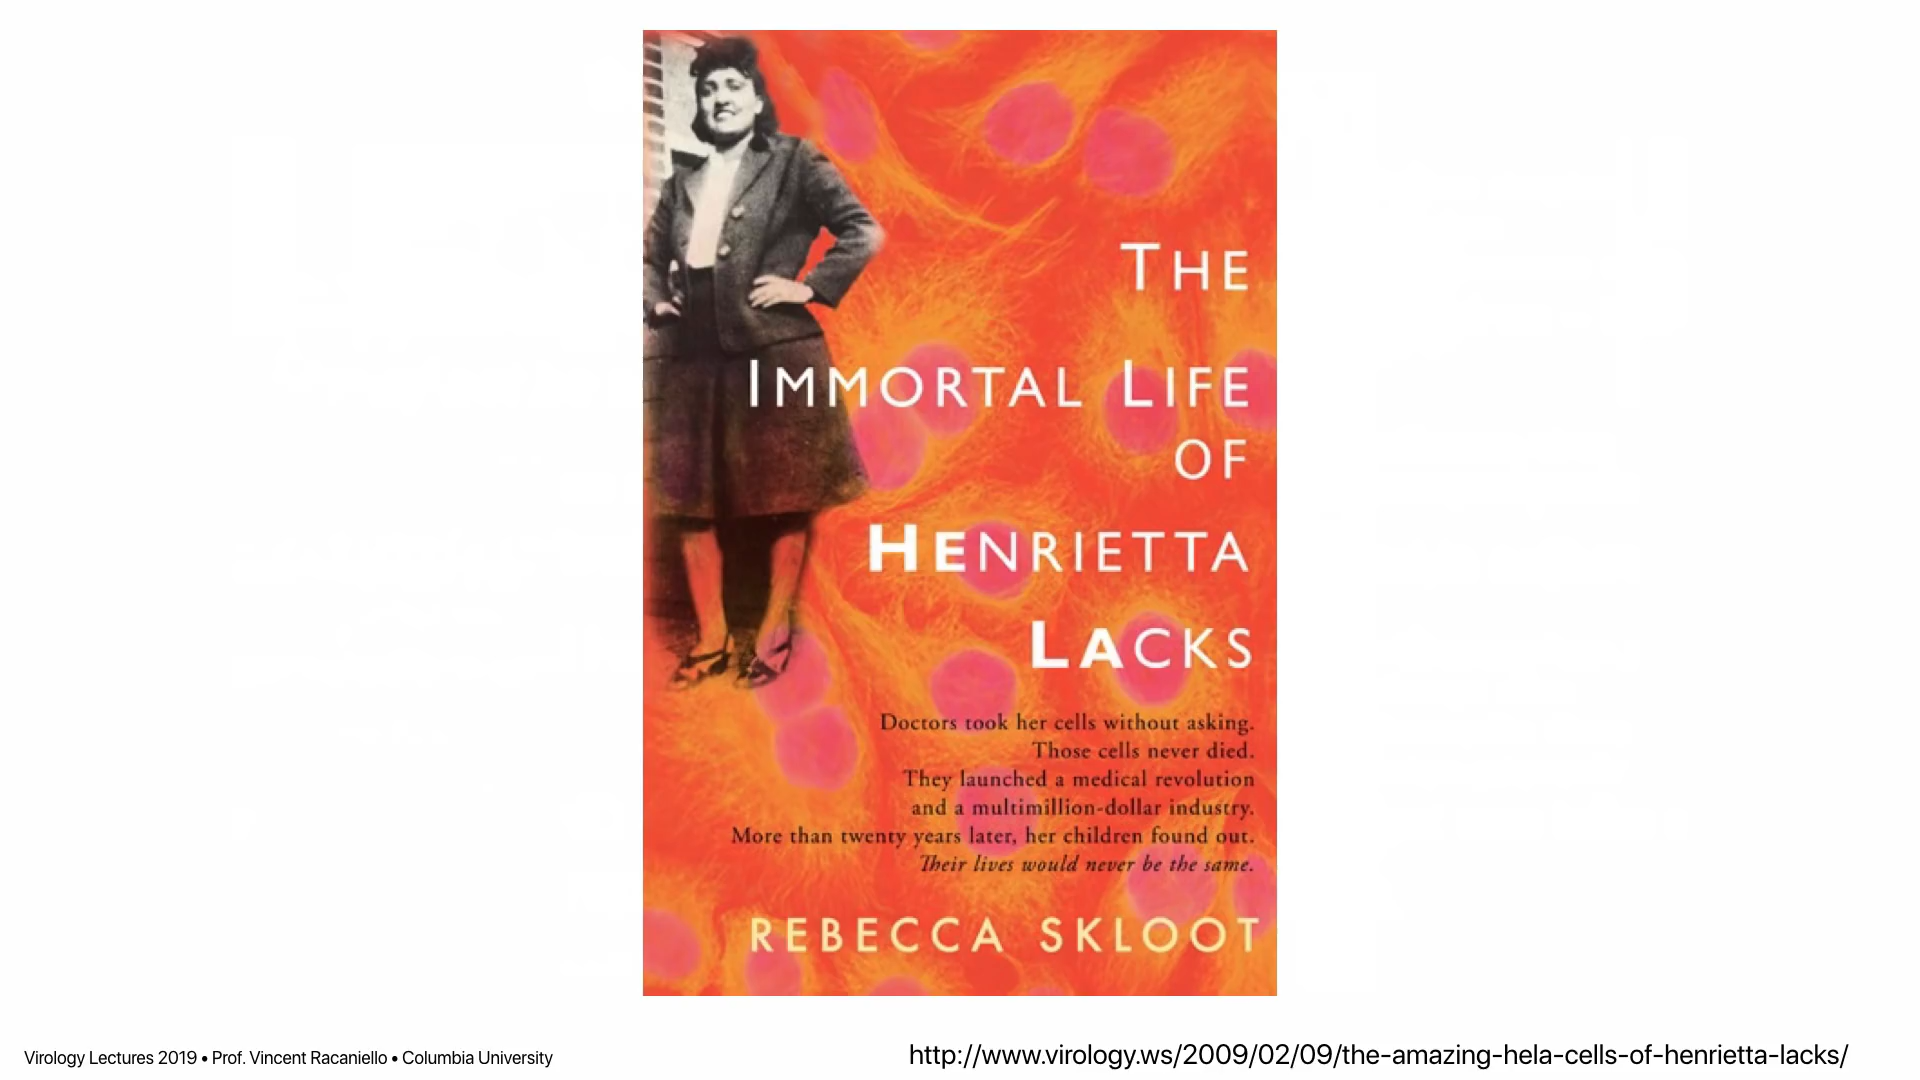 THE
IMMORTAL LIFE
OF
HENRIETTA
LACKS
Doctors took her cells without asking.
Those cells never died.
They launched a medical revolution
and a multimillion-dollar industry.
More than twenty years later, her children found out.
Their lives would never be the same.
REBECCA SKLOOT
Virology Lectures 2019 • Prof. Vincent Racaniello • Columbia University
http://www.virology.ws/2009/02/09/the-amazing-hela-cells-of-henrietta-lacks/